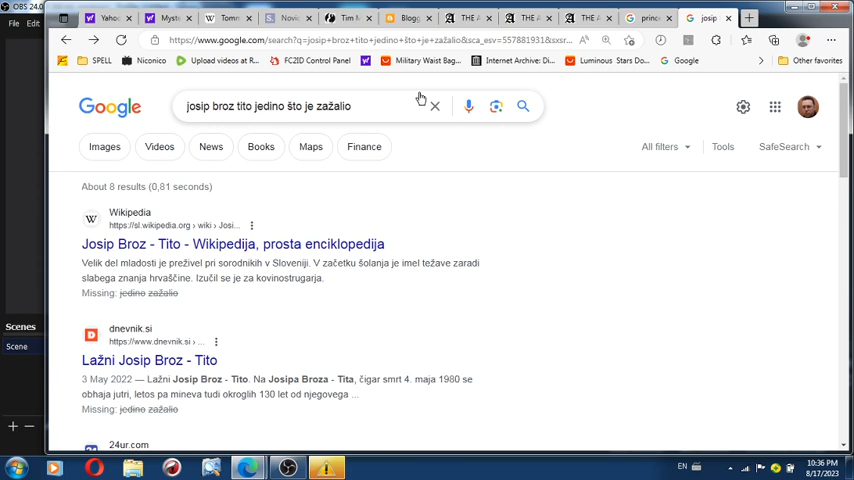 OBS 24.0
File Edit
Yahoo
Myste
Tomm
Novic
Tim M
Blogg
THE A
THE A
THE A
princ
josip
https://www.google.com/search?q=josip+broz+tito+jedino+što+je+zažalio&sca_esv=557881931&sxsr...
SPELL
Niconico
Upload videos at R...
FC2ID Control Panel
Military Waist Bag...
Internet Archive: Di...
Luminous Stars Do...
Google
Other favorites
Google
josip broz tito jedino što je zažalio
Images
Videos
News
Books
Maps
Finance
All filters
Tools
SafeSearch
About 8 results (0,81 seconds)
W
Wikipedia
https://sl.wikipedia.org › wiki › Josi...
Josip Broz - Tito - Wikipedija, prosta enciklopedija
Velik del mladosti je preživel pri sorodnikih v Sloveniji. V začetku šolanja je imel težave zaradi
slabega znanja hrvaščine. Izučil se je za kovinostrugarja.
Missing: jedino zažalio
D
dnevnik.si
https://www.dnevnik.si › ...
Lažni Josip Broz - Tito
3 May 2022 — Lažni Josip Broz - Tito. Na Josipa Broza - Tita, čigar smrt 4. maja 1980 se
obhaja jutri, letos pa mineva tudi okroglih 130 let od njegovega ...
Missing: jedino zažalio
24ur.com
Scenes
Scene
EN
10:36 PM
8/17/2023